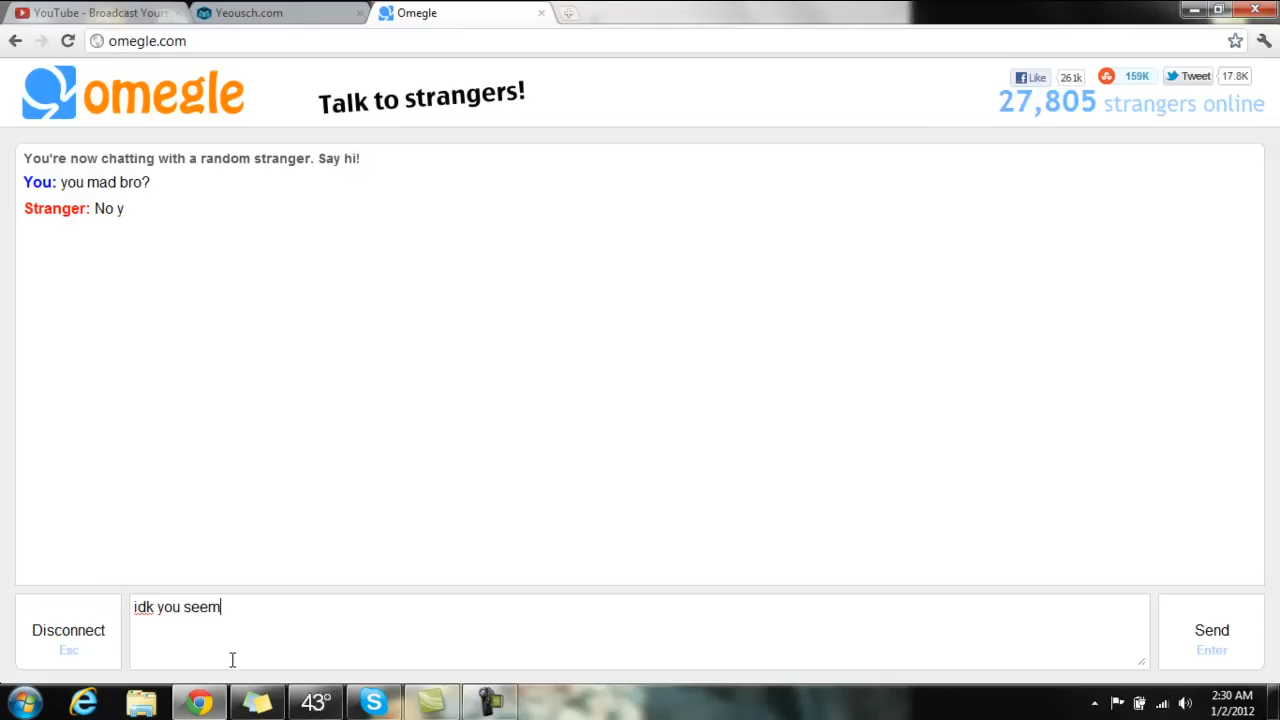 YouTube - Broadcast Yours
Yeousch.com
Omegle
omegle.com
omegle
Talk to strangers!
Like 261k
159K
Tweet 17.8K
27,805 strangers online
You're now chatting with a random stranger. Say hi!
You: you mad bro?
Stranger: No y
idk you seem
Disconnect
Esc
Send
Enter
43°
2:30 AM
1/2/2012